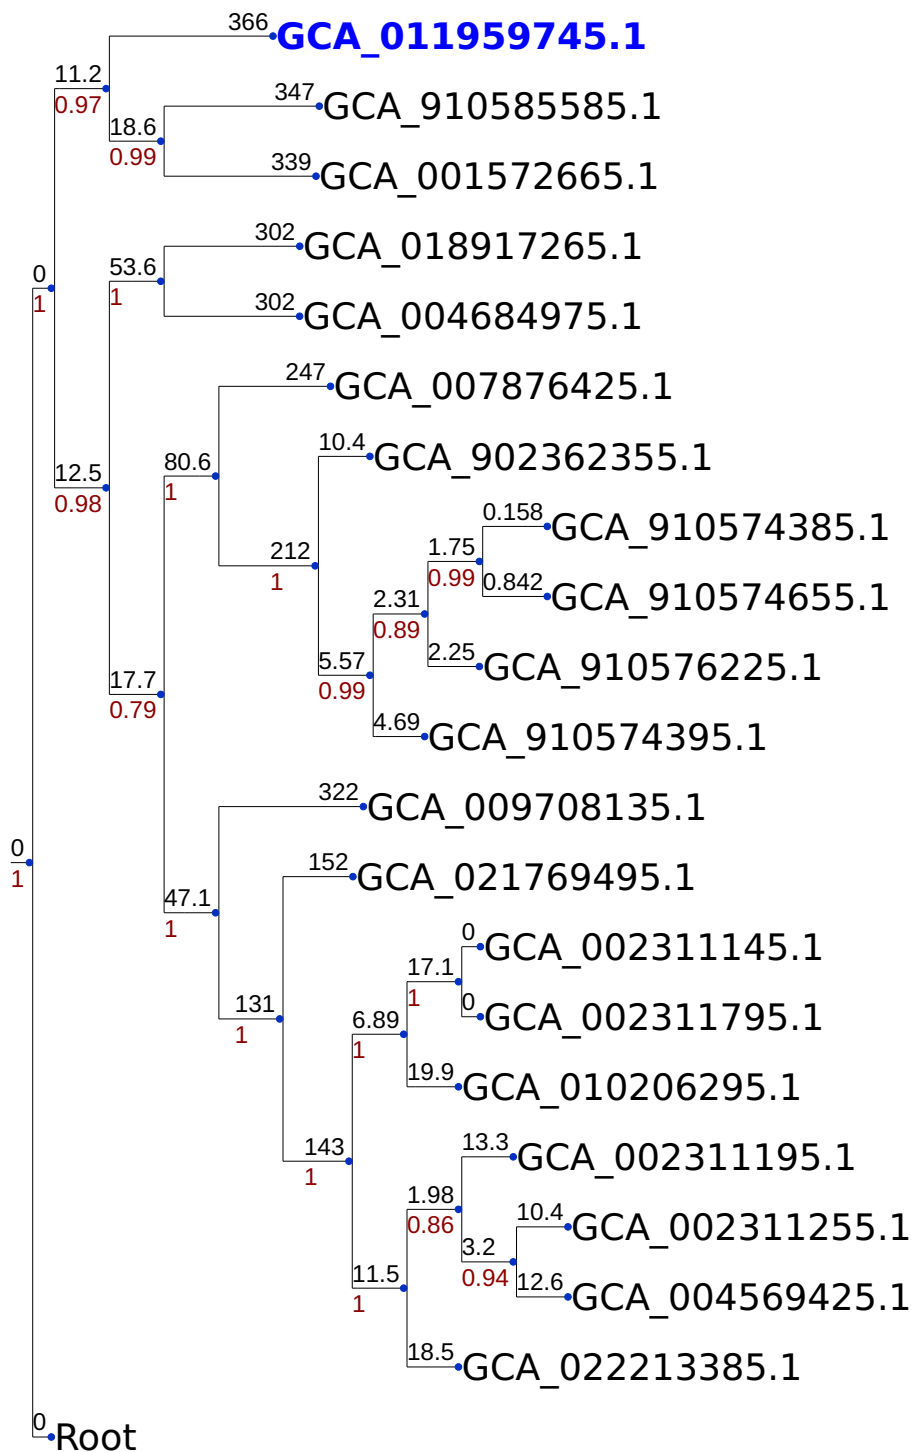 366 GCA_011959745.1
11.2
0.97
347 GCA_910585585.1
18.6
0.99
339 GCA_001572665.1
302 GCA_018917265.1
53.6
1
0
1
302 GCA_004684975.1
247 GCA_007876425.1
10.4 GCA_902362355.1
80.6
1
12.5
0.98
0.158 GCA_910574385.1
1.75
0.99
212
1
0.842 GCA_910574655.1
2.31
0.89
2.25 GCA_910576225.1
5.57
0.99
17.7
0.79
4.69 GCA_910574395.1
322 GCA_009708135.1
0
1
152 GCA_021769495.1
47.1
1
0 GCA_002311145.1
17.1
1
0 GCA_002311795.1
131
1
6.89
1
19.9 GCA_010206295.1
13.3 GCA_002311195.1
143
1
1.98
0.86
10.4 GCA_002311255.1
3.2
0.94
11.5
1
12.6 GCA_004569425.1
18.5 GCA_022213385.1
0 Root